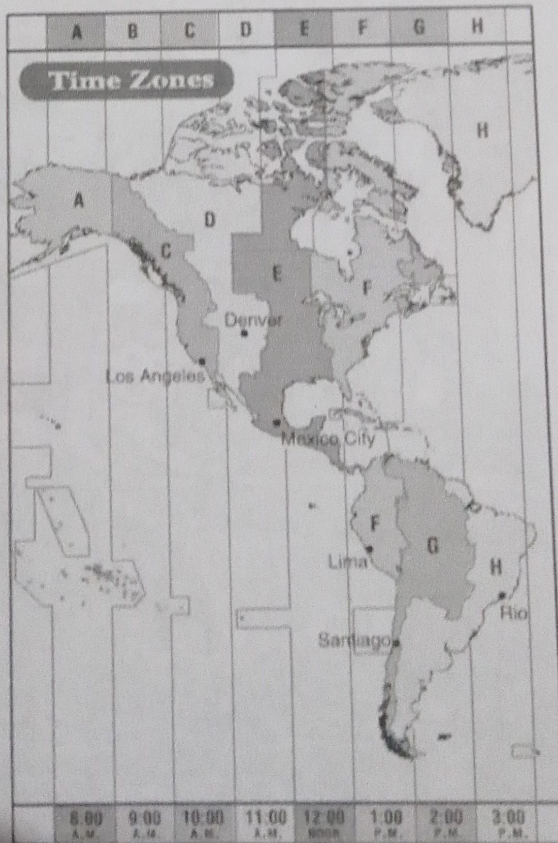 A B C D E F G H
Time Zones
H
A
D
C
E
F
Denver
Los Angeles
Mexico City
F
G
Lima
H
Rio
Santiago
8:00 9:00 10:00 11:00 12:00 1:00 2:00 3:00
A.M. A.M. A.M. A.M. NOON P.M. P.M. P.M.